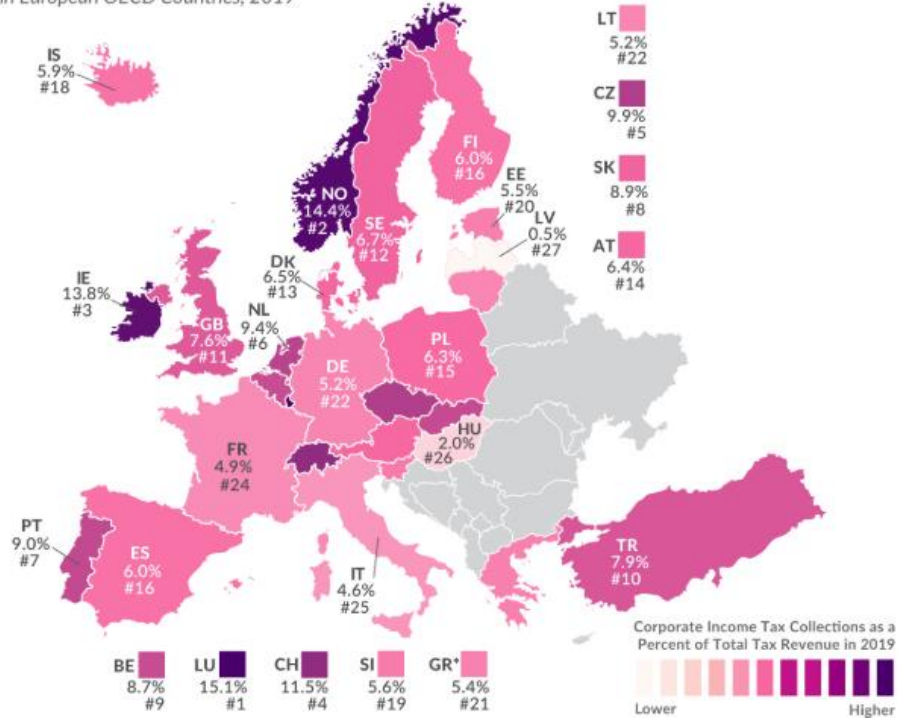 in European OECD Countries, 2019
IS
5.9%
#18
LT
5.2%
#22
CZ
9.9%
#5
SK
8.9%
#8
AT
6.4%
#14
NO
14.4%
#2
SE
6.7%
#12
FI
6.0%
#16
EE
5.5%
#20
LV
0.5%
#27
DK
6.5%
#13
IE
13.8%
#3
GB
7.6%
#11
NL
9.4%
#6
DE
5.2%
#22
PL
6.3%
#15
HU
2.0%
#26
FR
4.9%
#24
PT
9.0%
#7
ES
6.0%
#16
IT
4.6%
#25
TR
7.9%
#10
BE
8.7%
#9
LU
15.1%
#1
CH
11.5%
#4
SI
5.6%
#19
GR*
5.4%
#21
Corporate Income Tax Collections as a
Percent of Total Tax Revenue in 2019
Lower
Higher